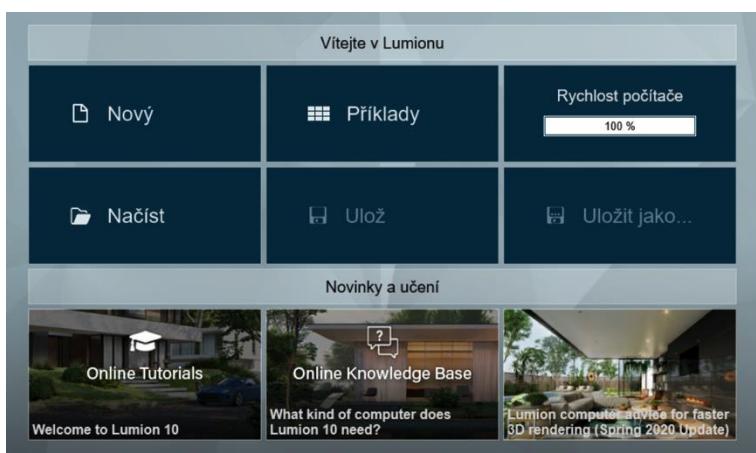 Vítejte v Lumionu
Nový
Příklady
Rychlost počítače
100 %
Načíst
Ulož
Uložit jako...
Novinky a učení
Online Tutorials
Welcome to Lumion 10
?
Online Knowledge Base
What kind of computer does
Lumion 10 need?
Lumion computer advice for faster
3D rendering (Spring 2020 Update)